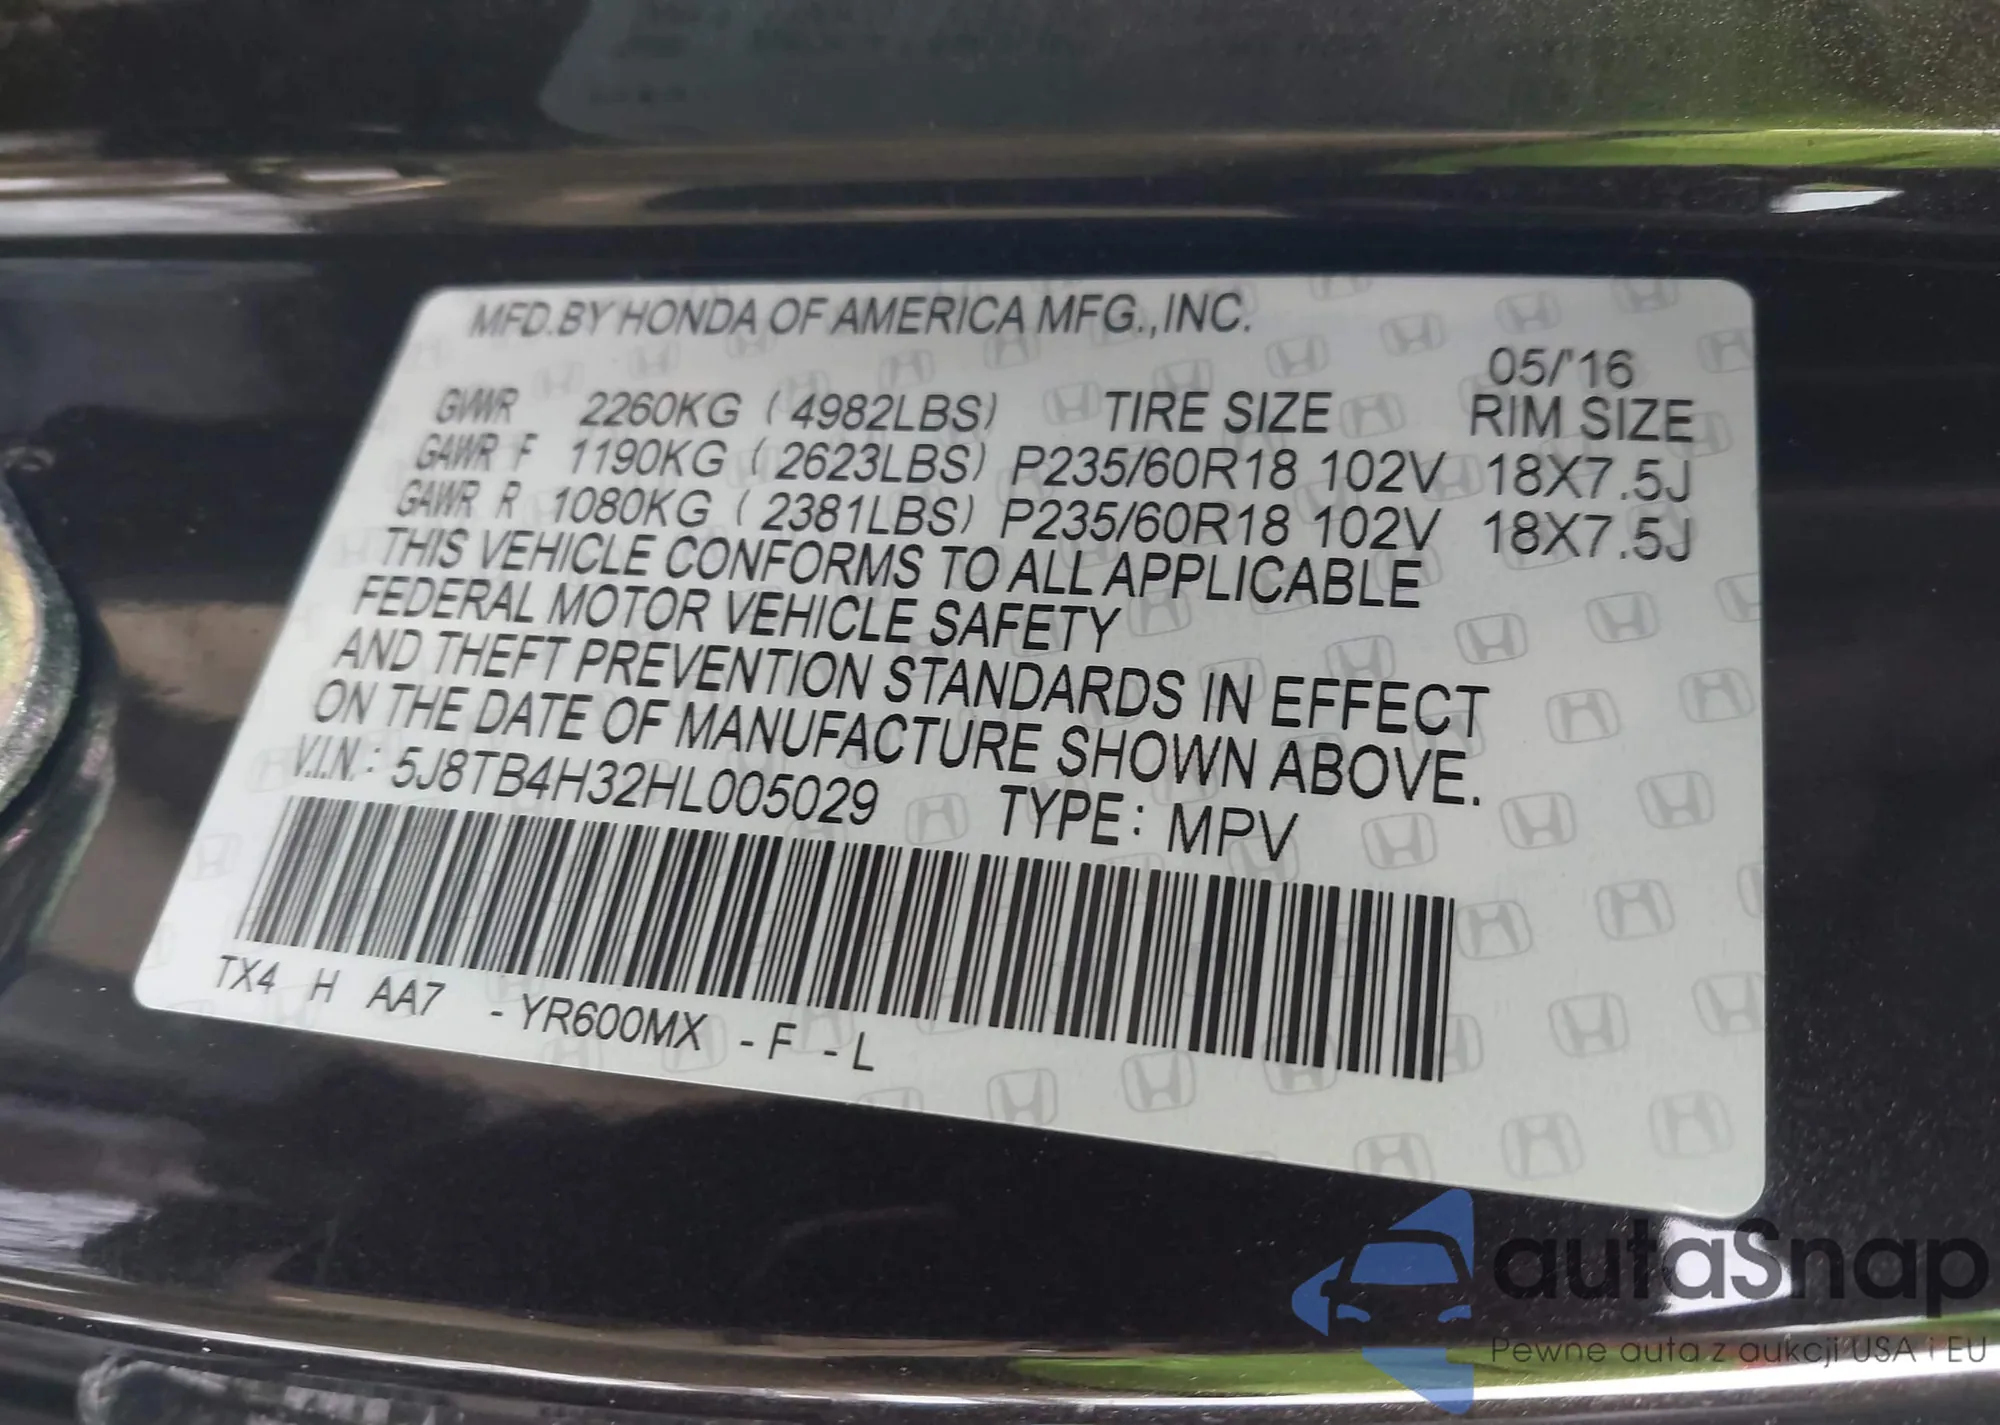 MFD.BY HONDA OF AMERICA MFG.,INC.
05/'16
GVWR 2260KG (4982LBS) TIRE SIZE RIM SIZE
GAWR F 1190KG (2623LBS) P235/60R18 102V 18X7.5J
GAWR R 1080KG (2381LBS) P235/60R18 102V 18X7.5J
THIS VEHICLE CONFORMS TO ALL APPLICABLE
FEDERAL MOTOR VEHICLE SAFETY
AND THEFT PREVENTION STANDARDS IN EFFECT
ON THE DATE OF MANUFACTURE SHOWN ABOVE.
V.I.N.: 5J8TB4H32HL005029 TYPE: MPV
TX4 H AA7 -YR600MX -F -L
autaSnap
Pewne auta z aukcji USA i EU